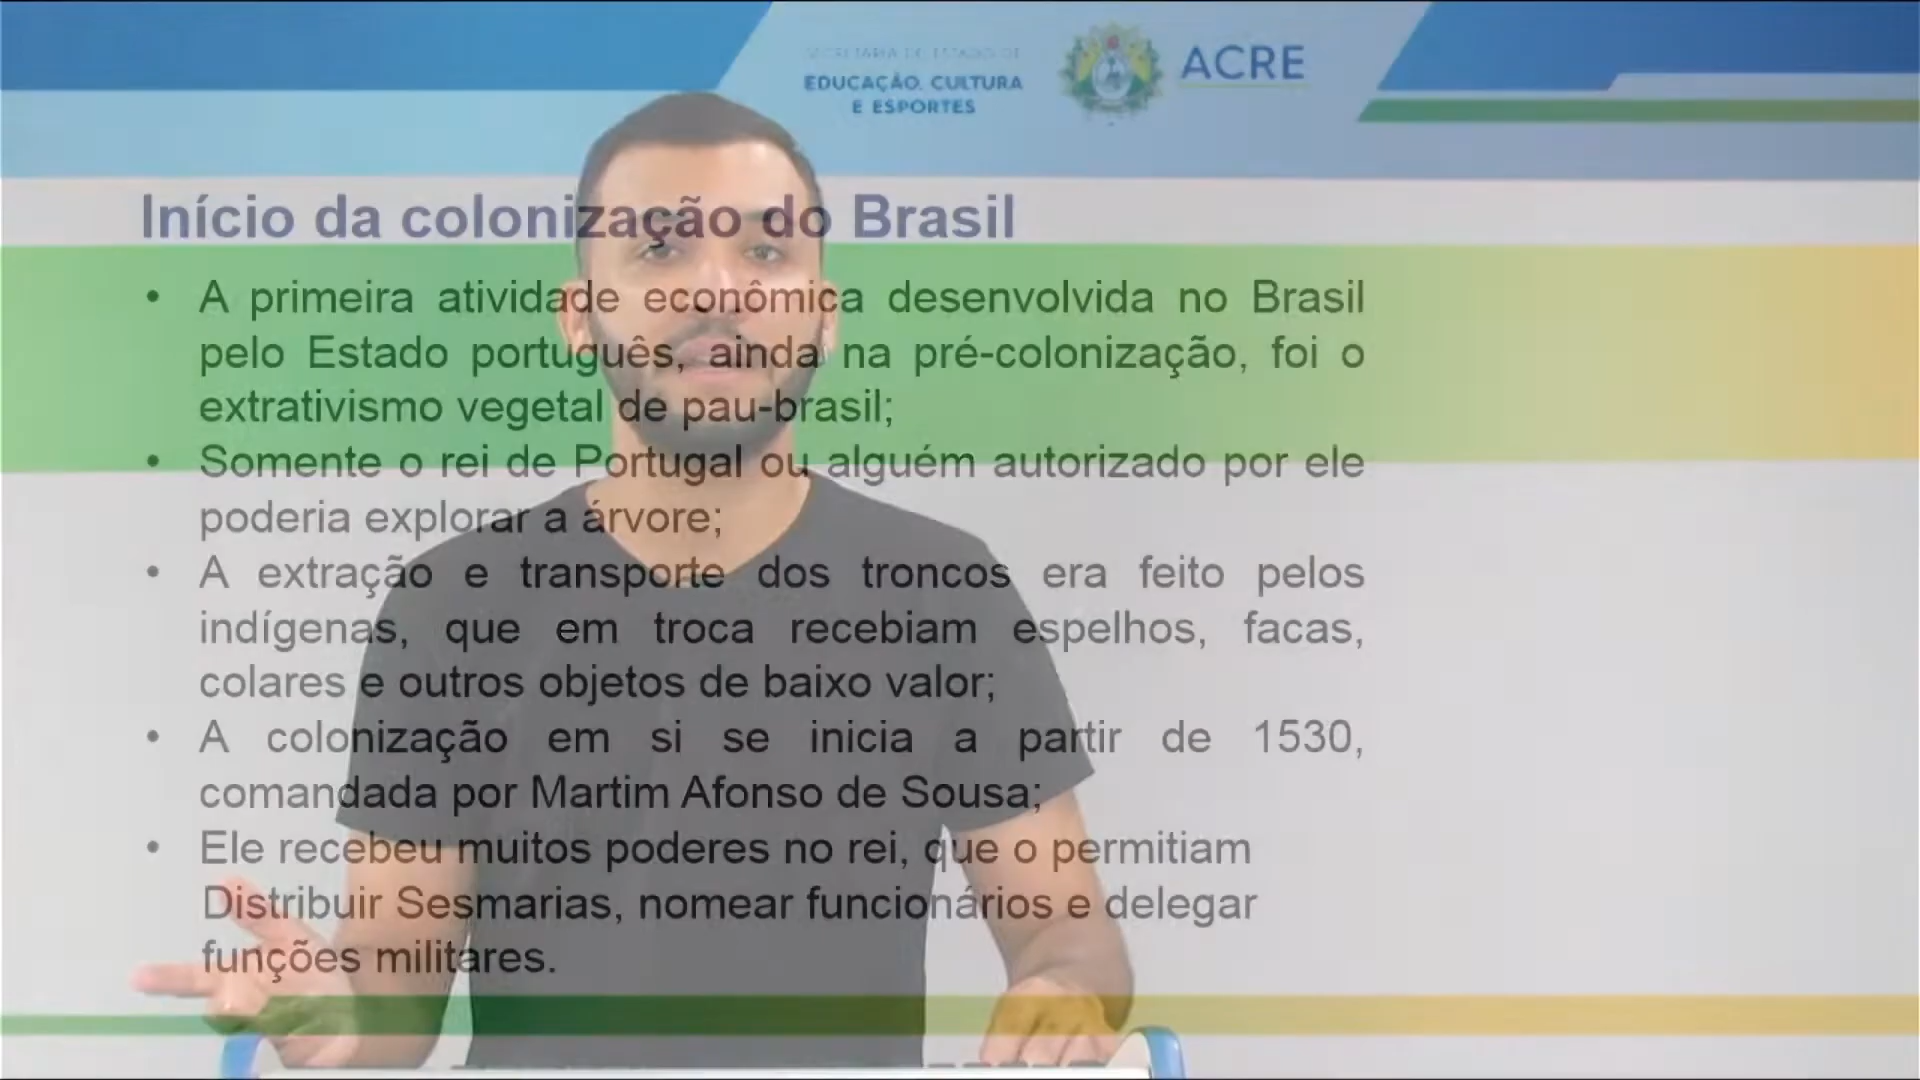 SECRETARIA DE ESTADO DE
EDUCAÇÃO, CULTURA
E ESPORTES
ACRE
Início da colonização do Brasil
• A primeira atividade econômica desenvolvida no Brasil
pelo Estado português, ainda na pré-colonização, foi o
extrativismo vegetal de pau-brasil;
• Somente o rei de Portugal ou alguém autorizado por ele
poderia explorar a árvore;
• A extração e transporte dos troncos era feito pelos
indígenas, que em troca recebiam espelhos, facas,
colares e outros objetos de baixo valor;
• A colonização em si se inicia a partir de 1530,
comandada por Martim Afonso de Sousa;
• Ele recebeu muitos poderes no rei, que o permitiam
Distribuir Sesmarias, nomear funcionários e delegar
funções militares.